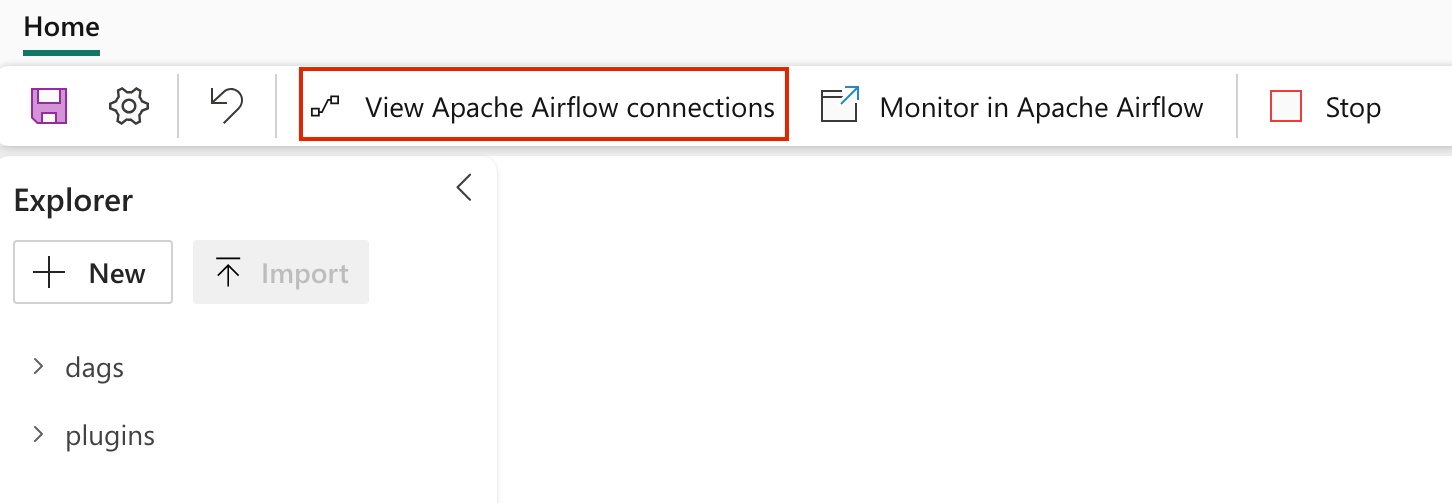 Home
View Apache Airflow connections
Monitor in Apache Airflow
Stop
Explorer
New
Import
dags
plugins